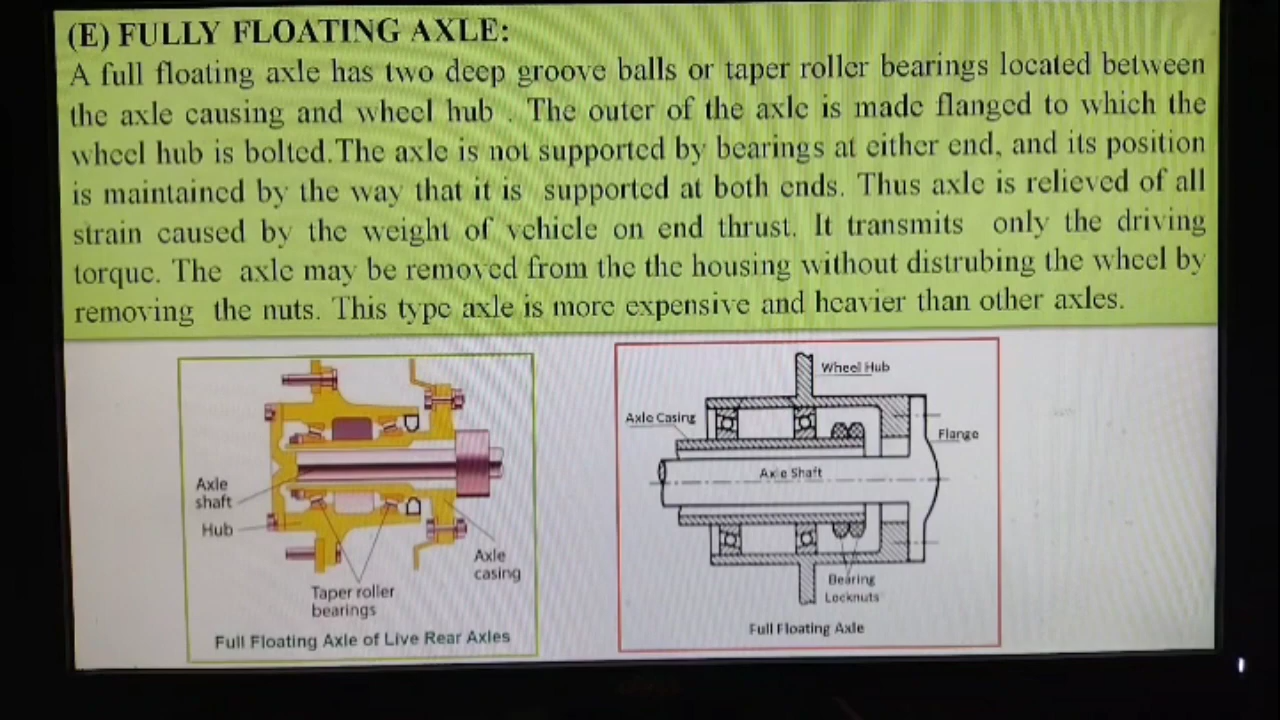 (E) FULLY FLOATING AXLE:
A full floating axle has two deep groove balls or taper roller bearings located between
the axle causing and wheel hub . The outer of the axle is made flanged to which the
wheel hub is bolted.The axle is not supported by bearings at either end, and its position
is maintained by the way that it is supported at both ends. Thus axle is relieved of all
strain caused by the weight of vehicle on end thrust. It transmits only the driving
torque. The axle may be removed from the the housing without distrubing the wheel by
removing the nuts. This type axle is more expensive and heavier than other axles.
Axle
shaft
Hub
Taper roller
bearings
Axle
casing
Full Floating Axle of Live Rear Axles
Wheel Hub
Axle Casing
Flange
Axle Shaft
Bearing
Locknuts
Full Floating Axle